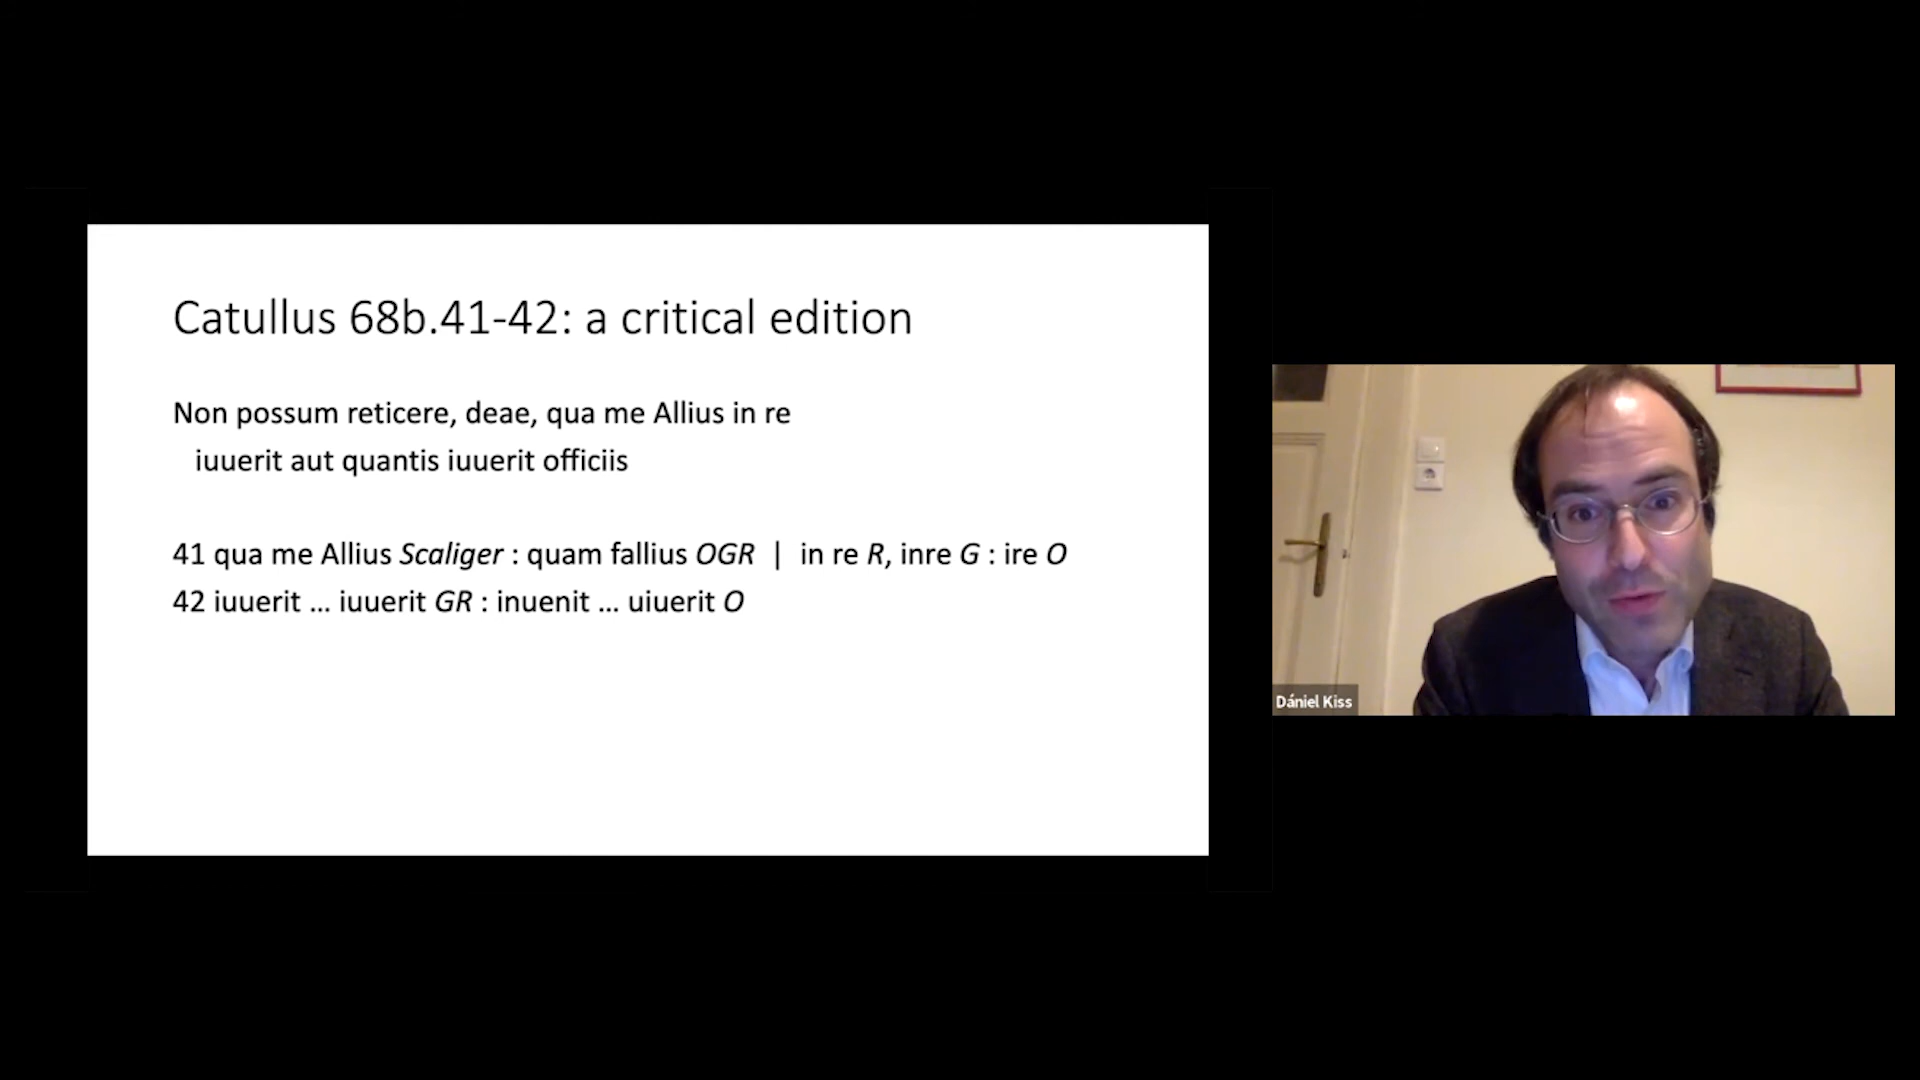 Catullus 68b.41-42: a critical edition
Non possum reticere, deae, qua me Allius in re
iuuerit aut quantis iuuerit officiis
41 qua me Allius Scaliger : quam fallius OGR | in re R, inre G : ire O
42 iuuerit ... iuuerit GR : inuenit ... uiuerit O
Dániel Kiss